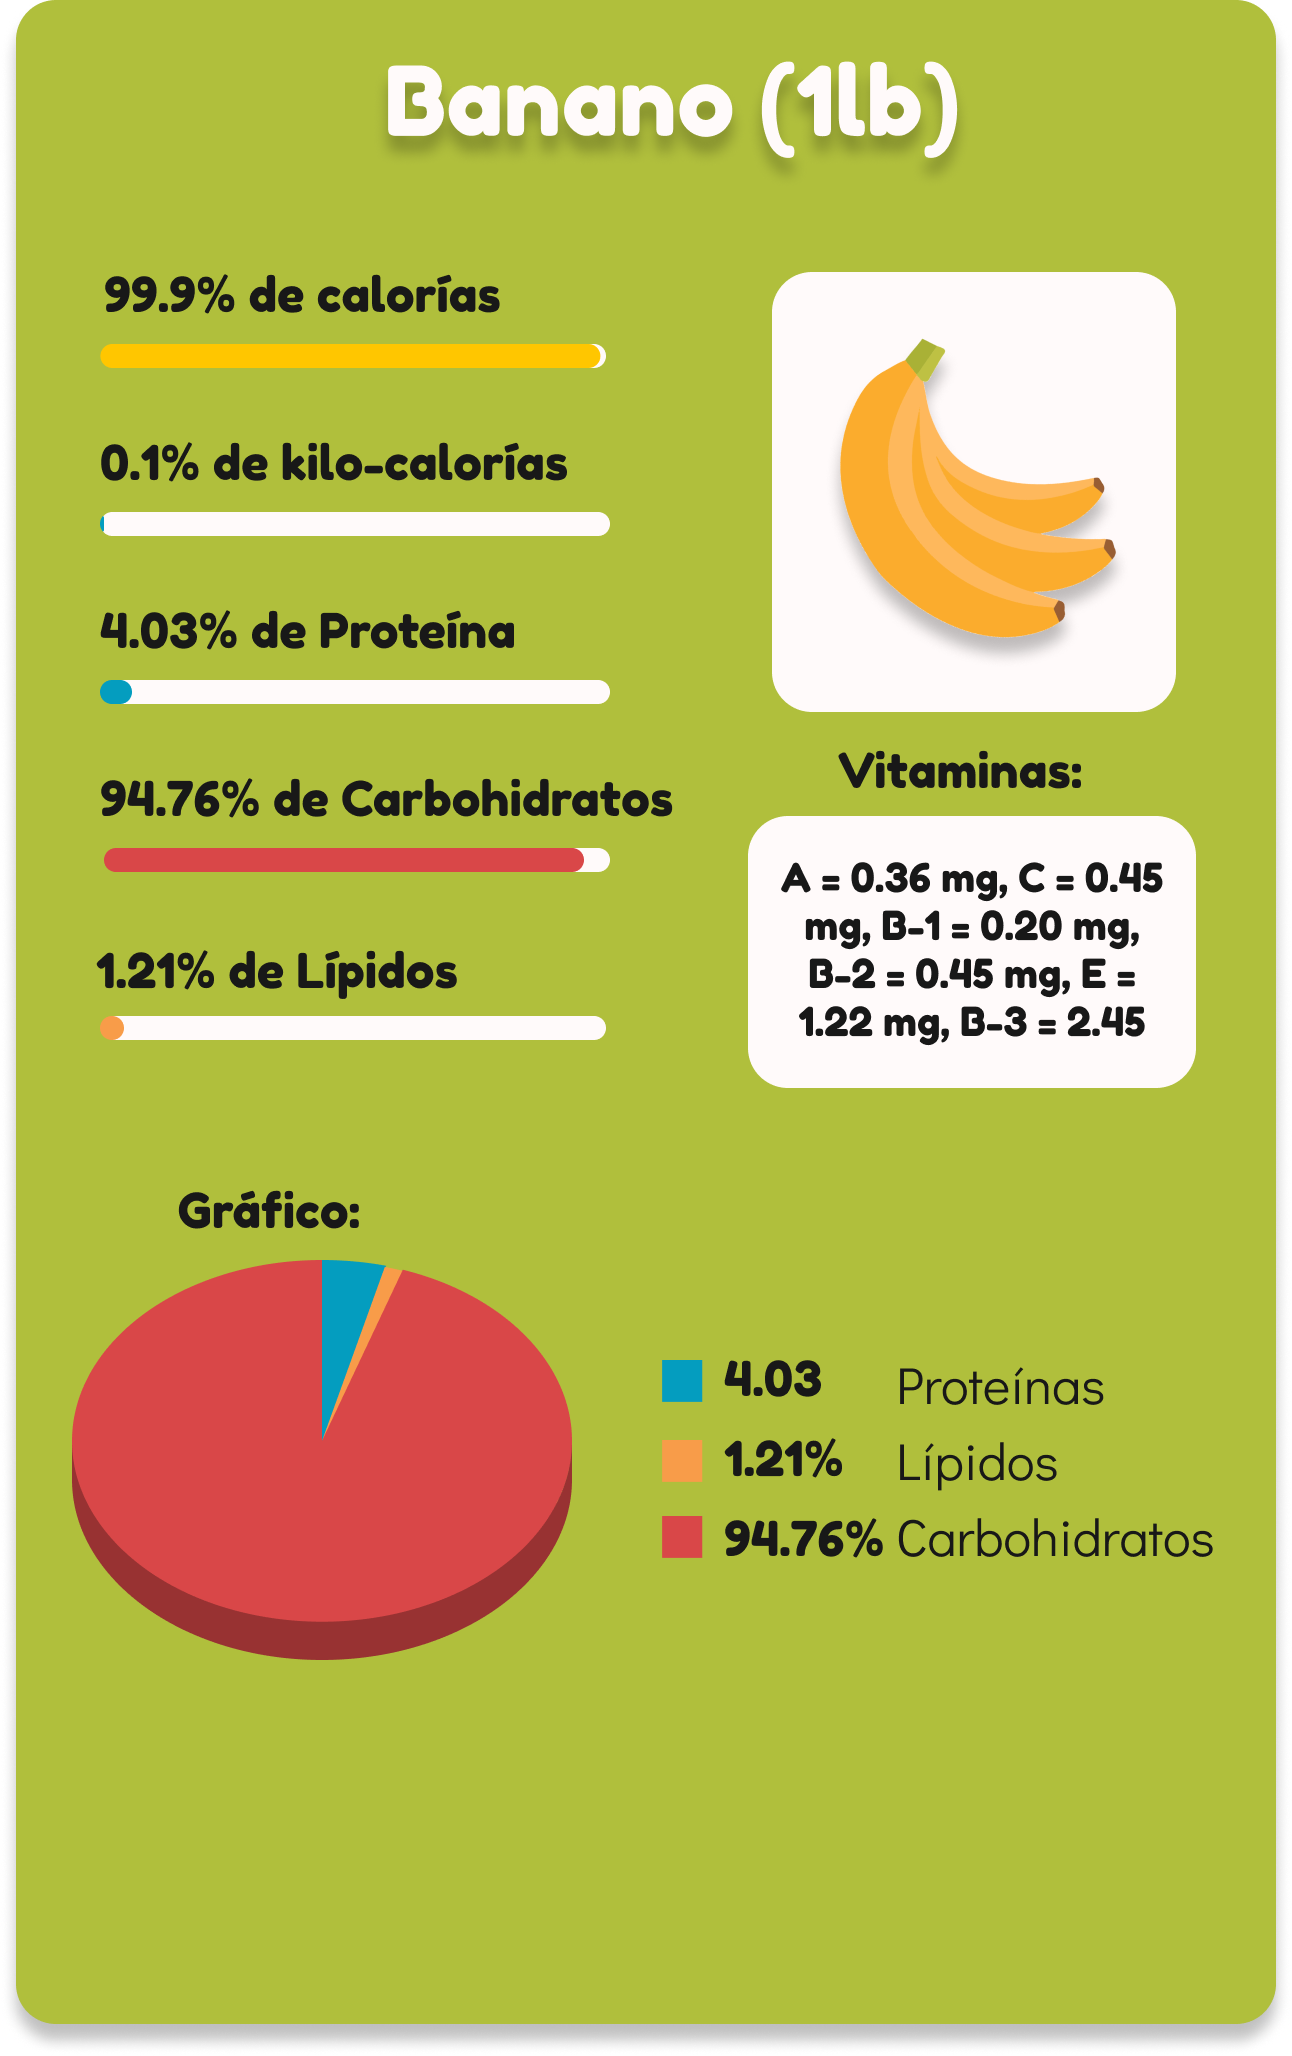 Banano (1lb)
99.9% de calorías
0.1% de kilo-calorías
4.03% de Proteína
94.76% de Carbohidratos
1.21% de Lípidos
Vitaminas:
A = 0.36 mg, C = 0.45
mg, B-1 = 0.20 mg,
B-2 = 0.45 mg, E =
1.22 mg, B-3 = 2.45
Gráfico:
4.03 Proteínas
1.21% Lípidos
94.76% Carbohidratos